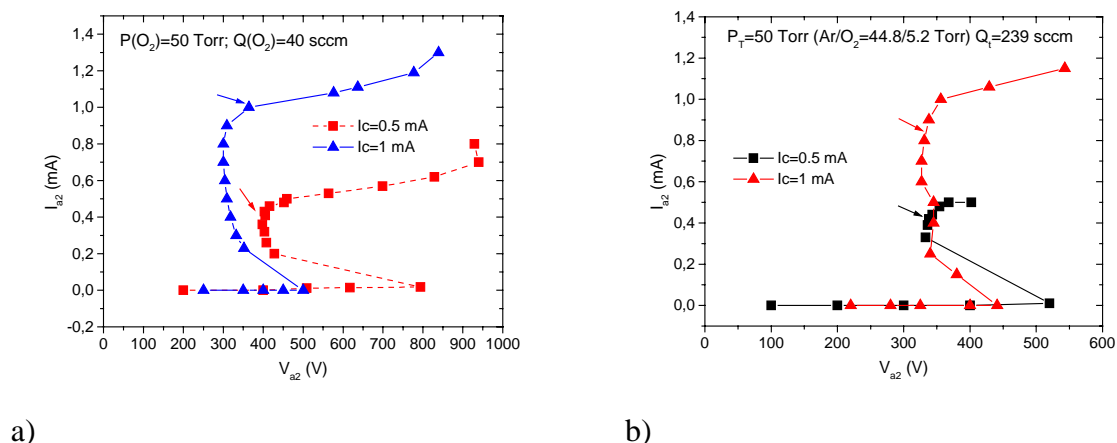 P(O₂)=50 Torr; Q(O₂)=40 sccm
Ic=0.5 mA
Ic=1 mA
I_a2 (mA)
1,4
1,2
1,0
0,8
0,6
0,4
0,2
0,0
-0,2
0 100 200 300 400 500 600 700 800 900 1000
V_a2 (V)
a)
P_T=50 Torr (Ar/O₂=44.8/5.2 Torr) Q_t=239 sccm
Ic=0.5 mA
Ic=1 mA
I_a2 (mA)
1,4
1,2
1,0
0,8
0,6
0,4
0,2
0,0
0 100 200 300 400 500 600
V_a2 (V)
b)